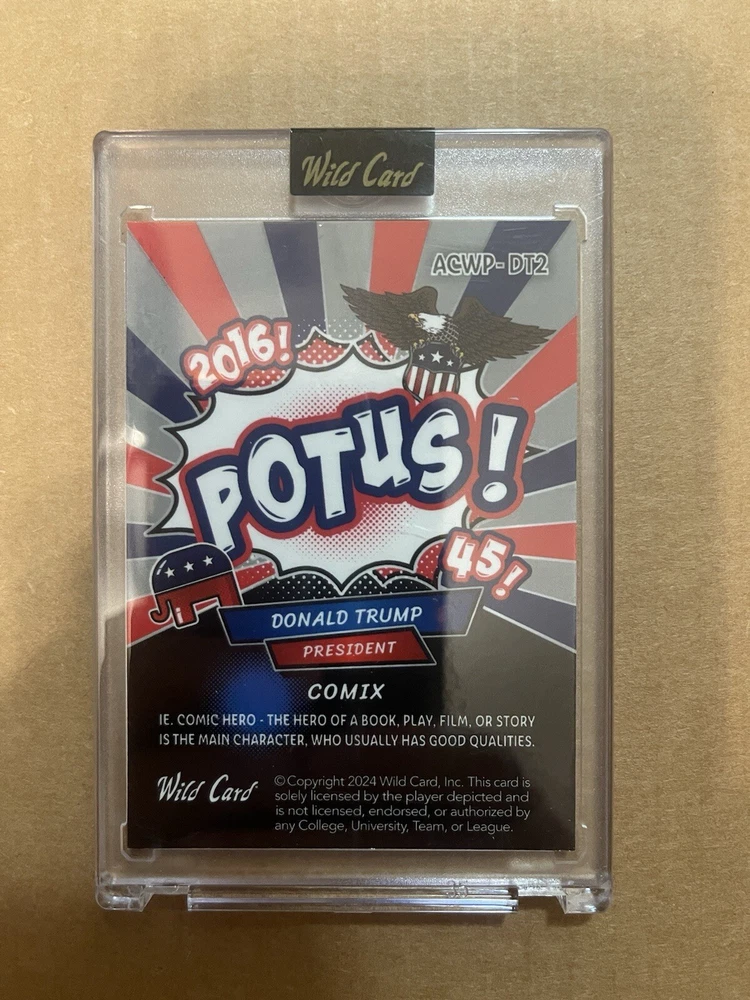 Wild Card
ACWP-DT2
2016!
POTUS!
45!
DONALD TRUMP
PRESIDENT
COMIX
IE. COMIC HERO - THE HERO OF A BOOK, PLAY, FILM, OR STORY
IS THE MAIN CHARACTER, WHO USUALLY HAS GOOD QUALITIES.
Wild Card
© Copyright 2024 Wild Card, Inc. This card is
solely licensed by the player depicted and
is not licensed, endorsed, or authorized by
any College, University, Team, or League.